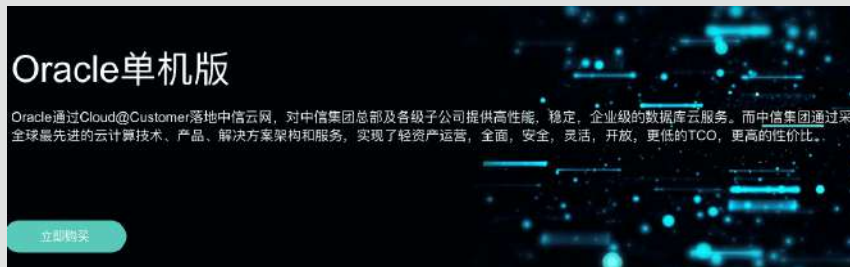 Oracle单机版
Oracle通过Cloud@Customer落地中信云网，对中信集团总部及各级子公司提供高性能，稳定，企业级的数据库云服务。而中信集团通过采
全球最先进的云计算技术、产品、解决方案架构和服务，实现了轻资产运营，全面，安全，灵活，开放，更低的TCO，更高的性价比。
立即购买